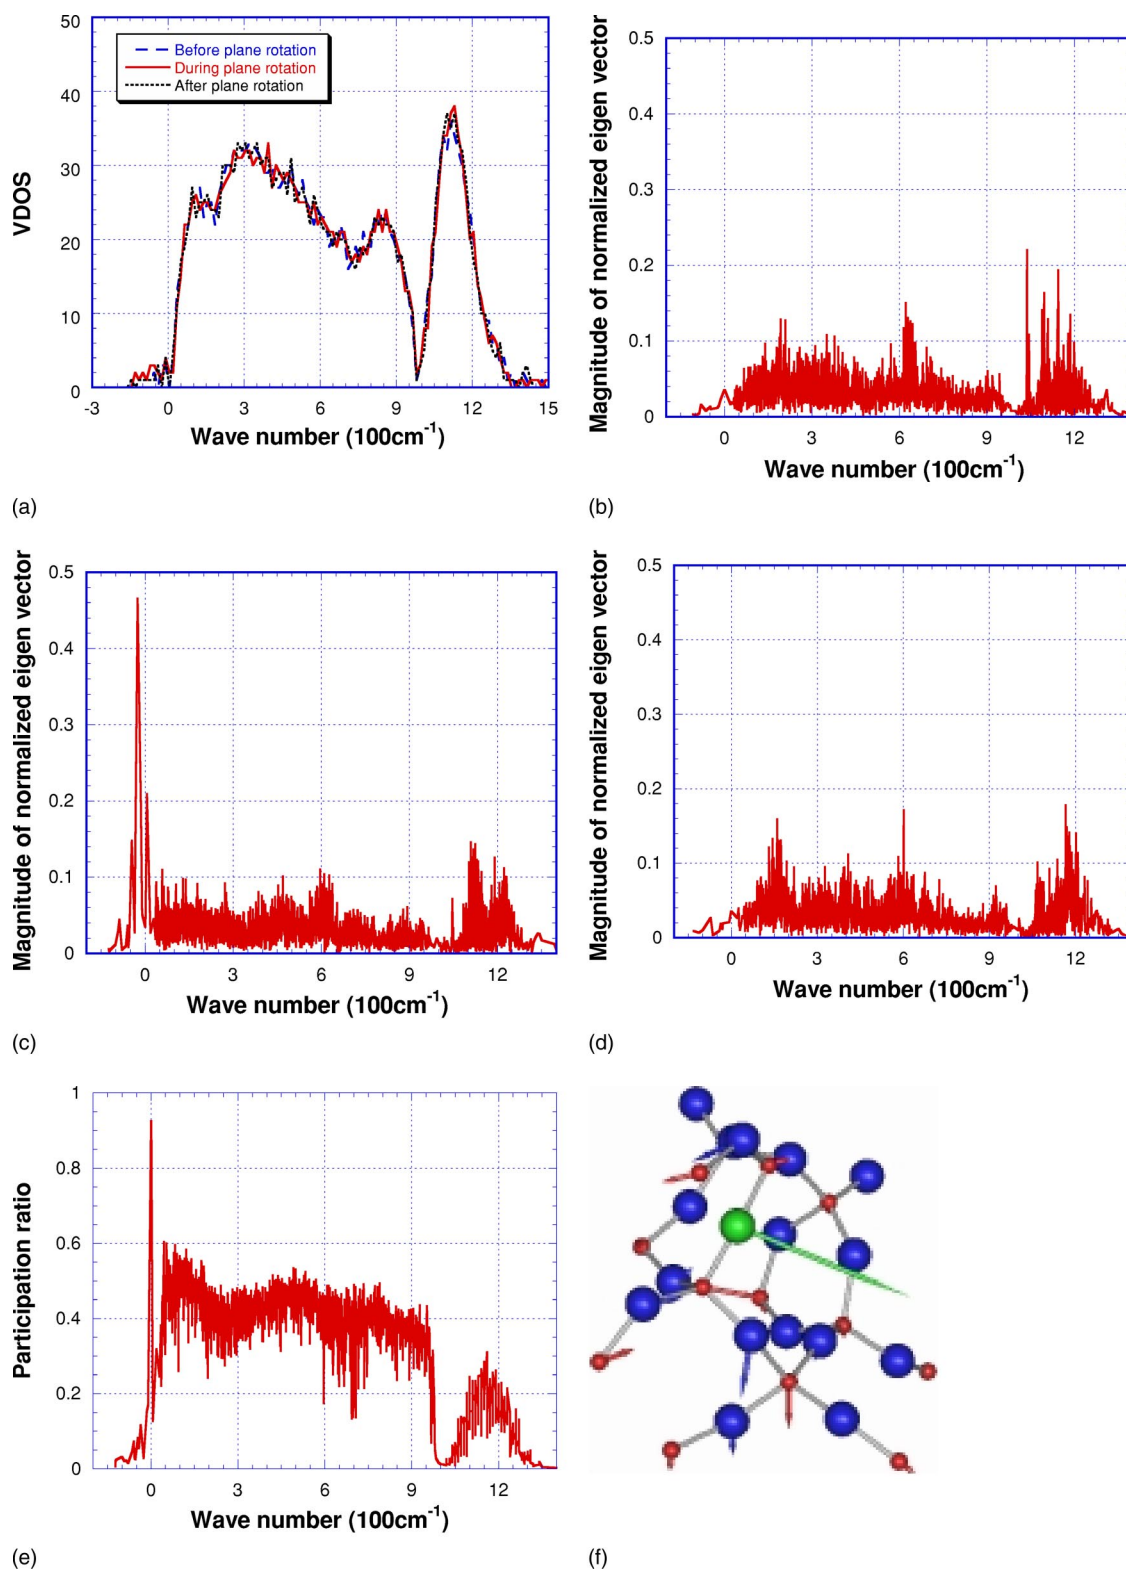 50
40
30
20
10
0
VDOS
Before plane rotation
During plane rotation
After plane rotation
-3 0 3 6 9 12 15
Wave number (100cm⁻¹)
(a)
0.5
0.4
0.3
0.2
0.1
0
Magnitude of normalized eigen vector
0 3 6 9 12
Wave number (100cm⁻¹)
(b)
0.5
0.4
0.3
0.2
0.1
0
Magnitude of normalized eigen vector
0 3 6 9 12
Wave number (100cm⁻¹)
(c)
0.5
0.4
0.3
0.2
0.1
0
Magnitude of normalized eigen vector
0 3 6 9 12
Wave number (100cm⁻¹)
(d)
1
0.8
0.6
0.4
0.2
0
Participation ratio
0 3 6 9 12
Wave number (100cm⁻¹)
(e)
(f)